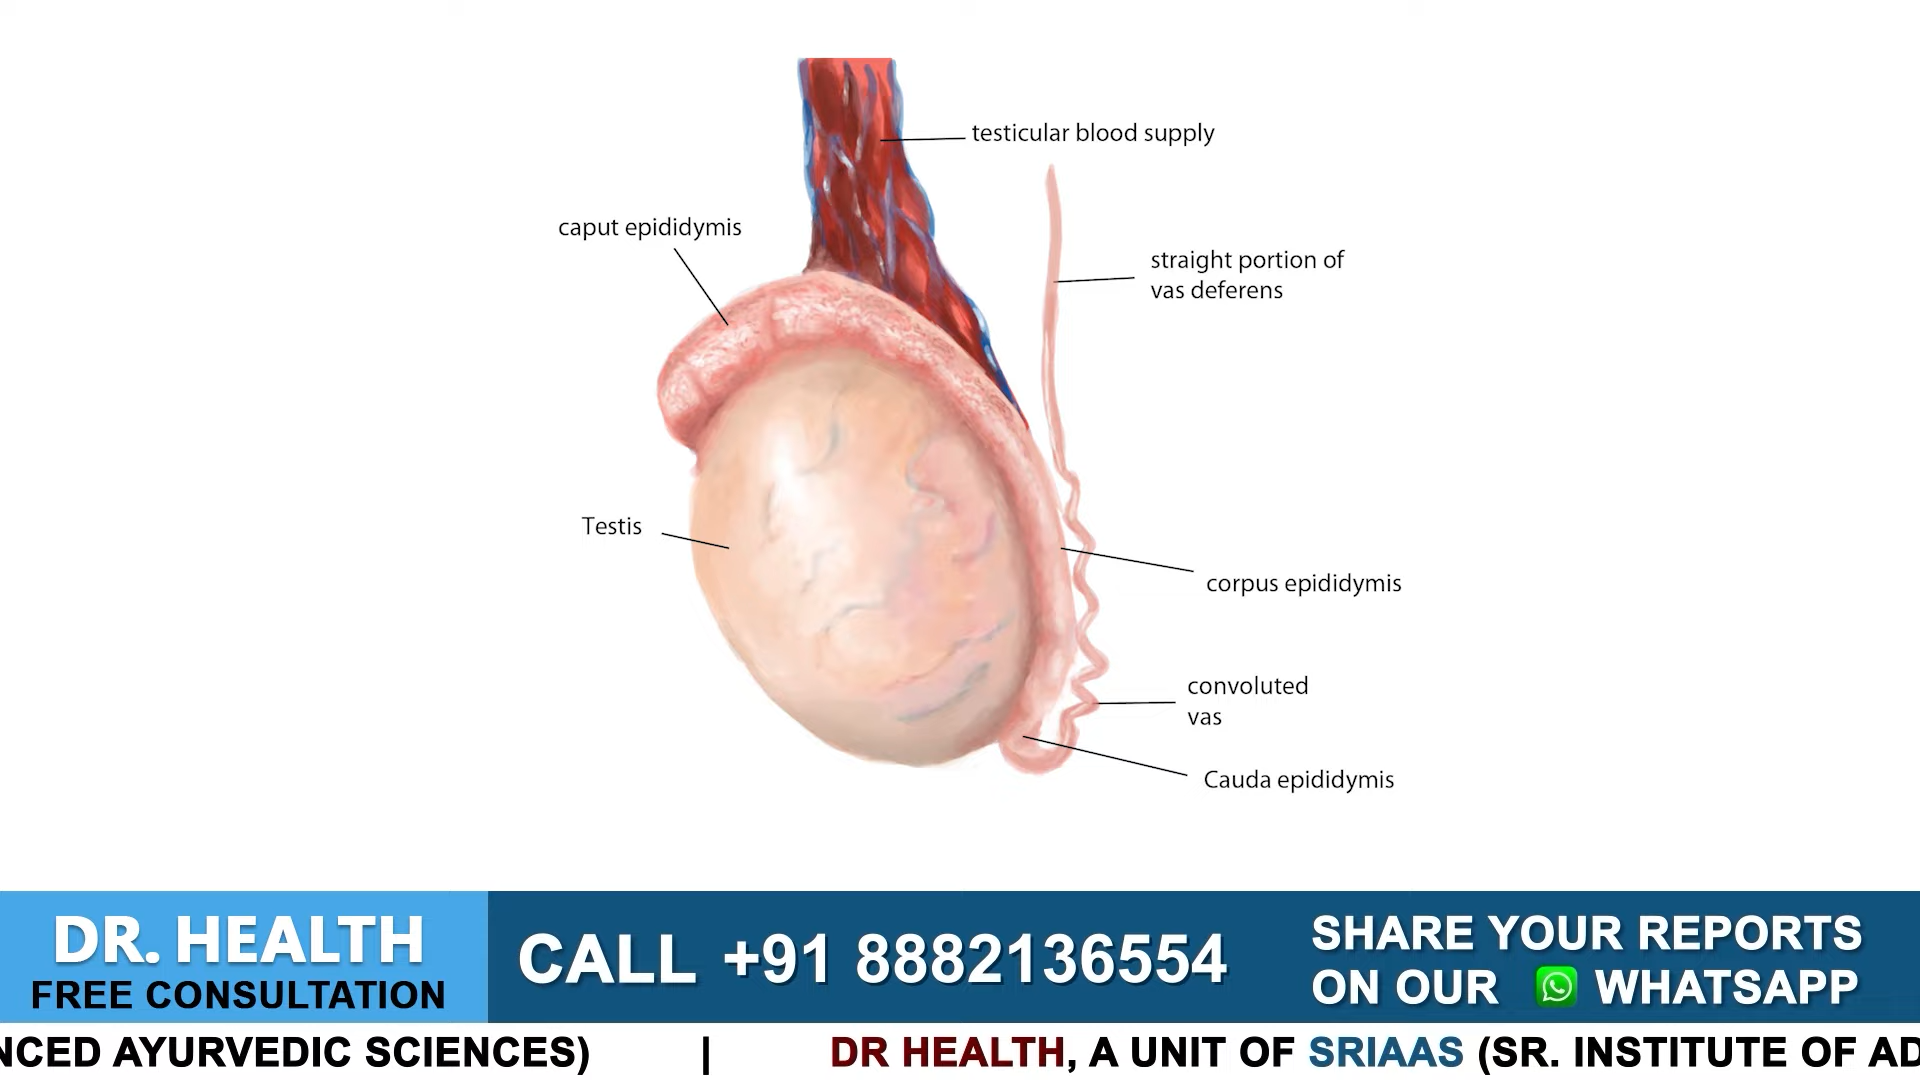 testicular blood supply
caput epididymis
straight portion of
vas deferens
Testis
corpus epididymis
convoluted
vas
Cauda epididymis
DR. HEALTH
FREE CONSULTATION
CALL +91 8882136554
SHARE YOUR REPORTS
ON OUR WHATSAPP
NCED AYURVEDIC SCIENCES) | DR HEALTH, A UNIT OF SRIAAS (SR. INSTITUTE OF AD